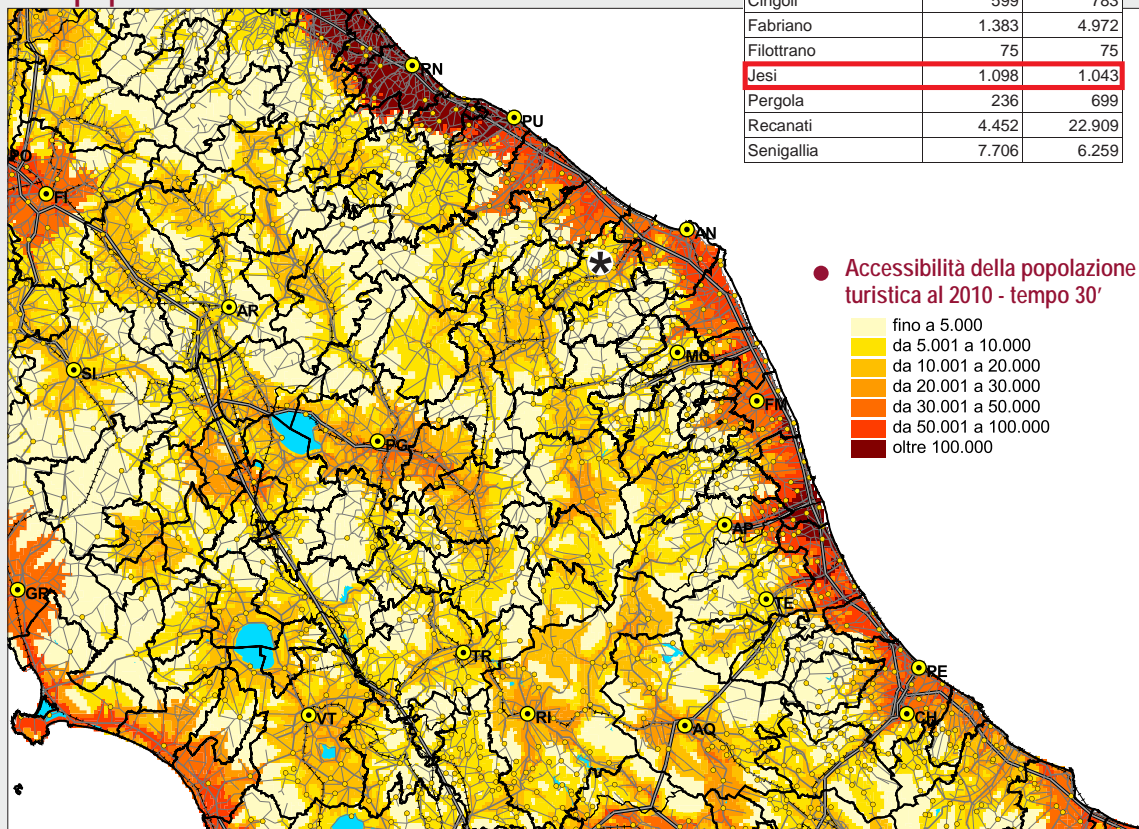 Cingoli 599 783
Fabriano 1.383 4.972
Filottrano 75 75
Jesi 1.098 1.043
Pergola 236 699
Recanati 4.452 22.909
Senigallia 7.706 6.259
RN
PU
PO
FI
AN
*
AR
SI
MC
FM
PG
AP
GR
TE
TR
PE
VT
RI
AQ
CH
Accessibilità della popolazione
turistica al 2010 - tempo 30′
fino a 5.000
da 5.001 a 10.000
da 10.001 a 20.000
da 20.001 a 30.000
da 30.001 a 50.000
da 50.001 a 100.000
oltre 100.000